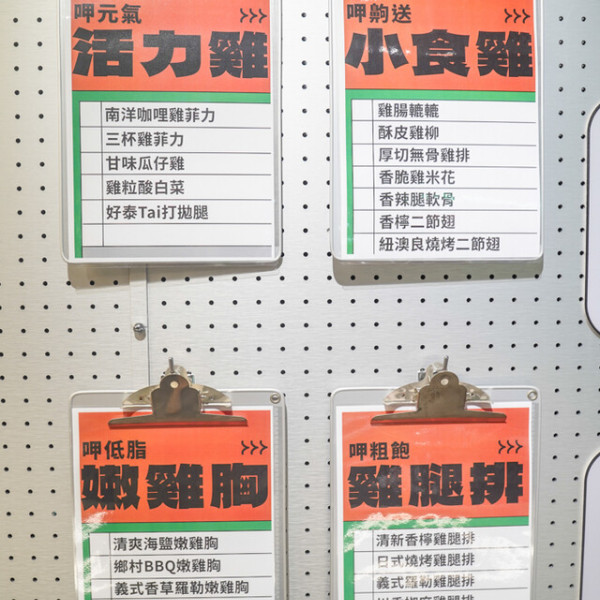 呷元氣
活力雞
南洋咖哩雞菲力
三杯雞菲力
甘味瓜仔雞
雞粒酸白菜
好泰Tai打拋腿
呷夠送
小食雞
雞腸轆轆
酥皮雞柳
厚切無骨雞排
香脆雞米花
香辣腿軟骨
香檸二節翅
紐澳良燒烤二節翅
呷低脂
嫩雞胸
清爽海鹽嫩雞胸
鄉村BBQ嫩雞胸
義式香草羅勒嫩雞胸
呷粗飽
雞腿排
清新香檸雞腿排
日式燒烤雞腿排
義式羅勒雞腿排